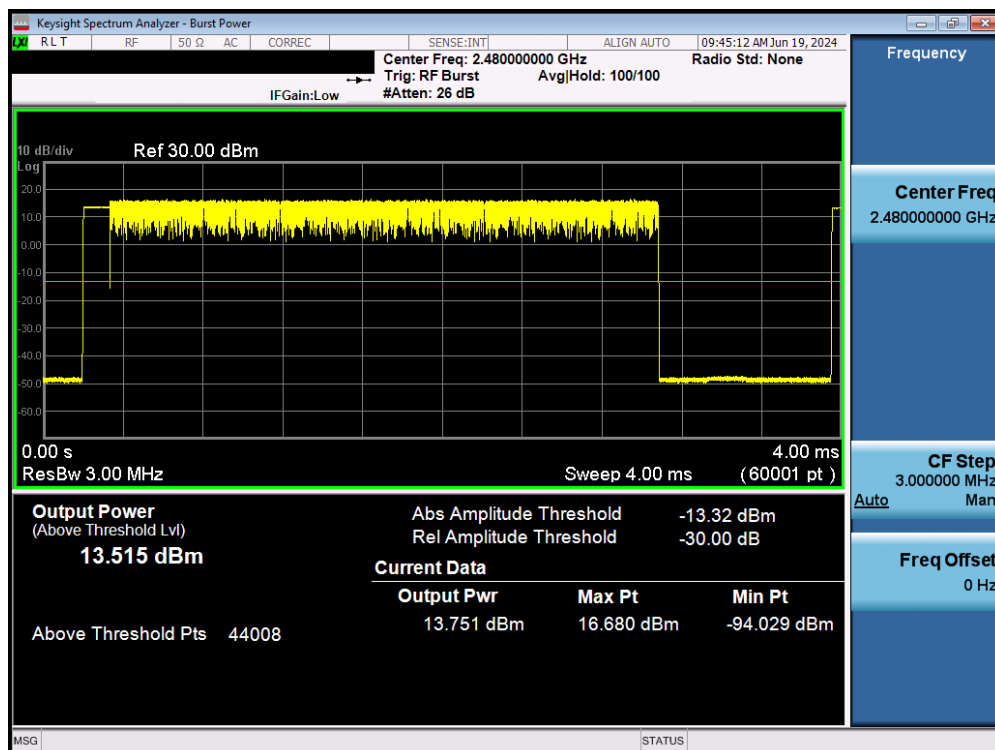 Keysight Spectrum Analyzer - Burst Power
LXI RLT RF 50 Ω AC CORREC SENSE:INT ALIGN AUTO 09:45:12 AM Jun 19, 2024
Center Freq: 2.480000000 GHz Radio Std: None
Trig: RF Burst Avg|Hold: 100/100
IFGain:Low #Atten: 26 dB
Frequency
10 dB/div Ref 30.00 dBm
Log
20.0
10.0
0.00
-10.0
-20.0
-30.0
-40.0
-50.0
-60.0
0.00 s 4.00 ms
ResBw 3.00 MHz Sweep 4.00 ms (60001 pt)
Center Freq
2.480000000 GHz
CF Step
3.000000 MHz
Auto Man
Freq Offset
0 Hz
Output Power
(Above Threshold Lvl)
13.515 dBm
Above Threshold Pts 44008
Abs Amplitude Threshold -13.32 dBm
Rel Amplitude Threshold -30.00 dB
Current Data
Output Pwr Max Pt Min Pt
13.751 dBm 16.680 dBm -94.029 dBm
MSG STATUS